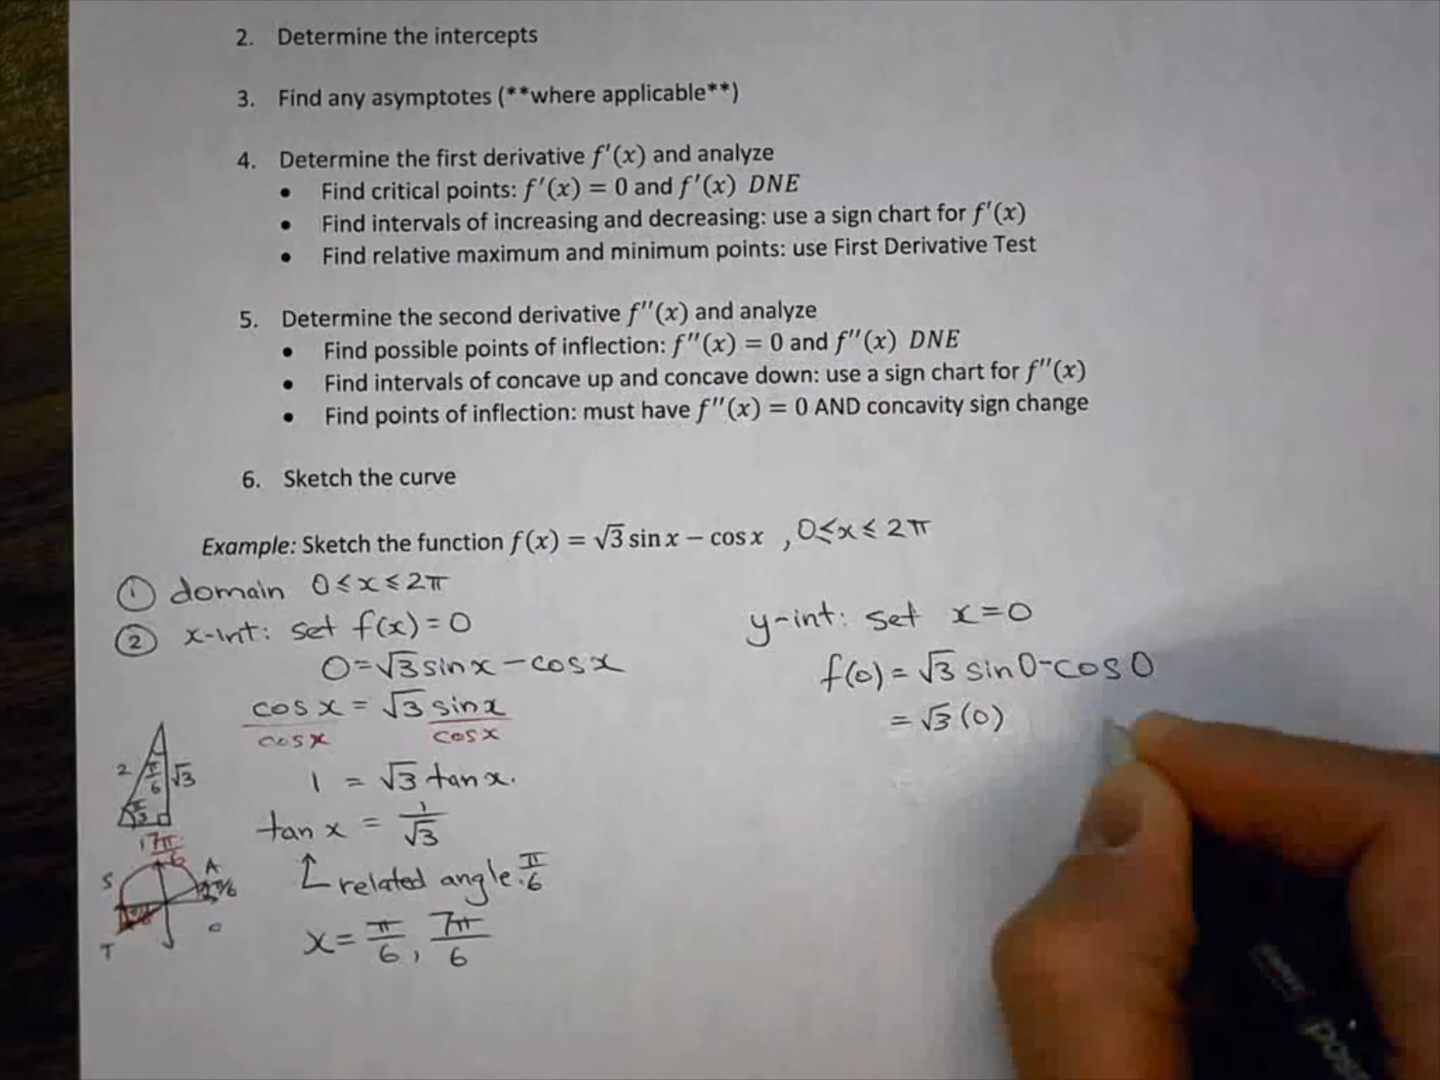 2. Determine the intercepts
3. Find any asymptotes (**where applicable**)
4. Determine the first derivative f′(x) and analyze
• Find critical points: f′(x) = 0 and f′(x) DNE
• Find intervals of increasing and decreasing: use a sign chart for f′(x)
• Find relative maximum and minimum points: use First Derivative Test
5. Determine the second derivative f″(x) and analyze
• Find possible points of inflection: f″(x) = 0 and f″(x) DNE
• Find intervals of concave up and concave down: use a sign chart for f″(x)
• Find points of inflection: must have f″(x) = 0 AND concavity sign change
6. Sketch the curve
Example: Sketch the function f(x) = √3 sin x − cos x , 0≤x≤2π
① domain 0≤x≤2π
② x-int: set f(x)=0
0=√3 sin x − cos x
cos x = √3 sin x
cos x cos x
1 = √3 tan x.
tan x = 1/√3
related angle: π/6
x = π/6, 7π/6
2 π/6 √3
π/3
7π/6
S A
π/6
T C
y-int: set x=0
f(0) = √3 sin 0 − cos 0
= √3 (0)